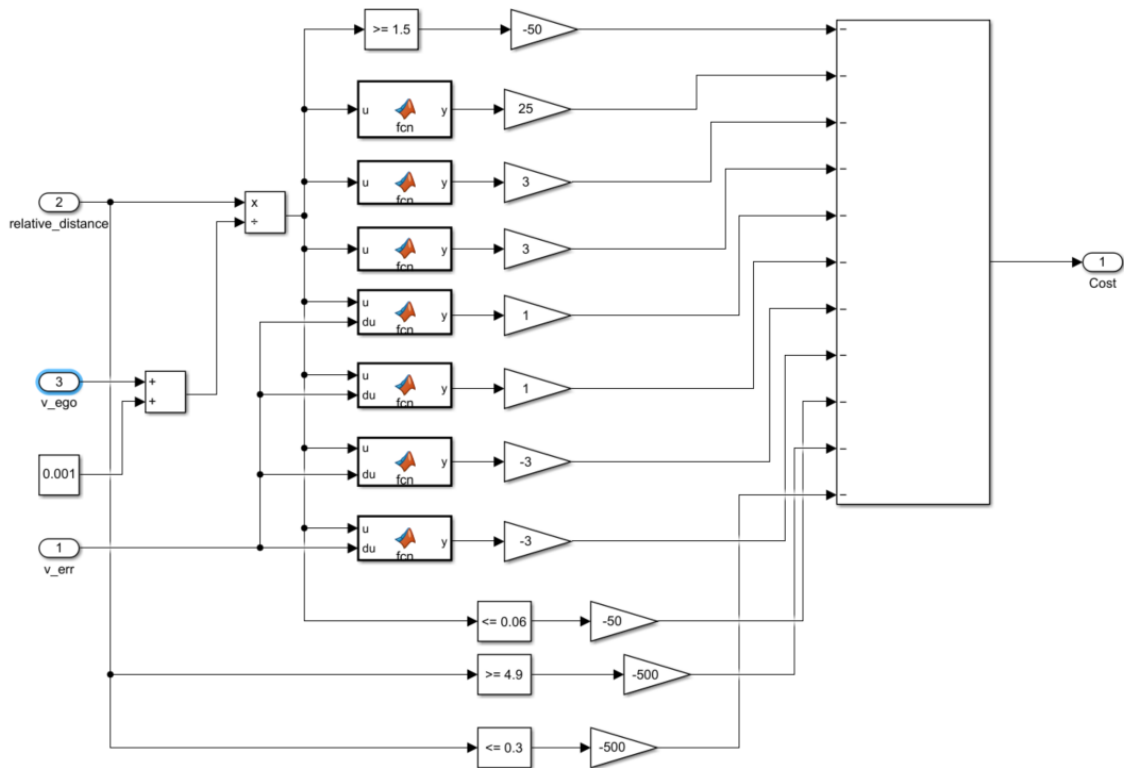 >= 1.5
-50
u
fcn
y
25
u
fcn
y
3
2
relative_distance
x
÷
u
fcn
y
3
u
du
fcn
y
1
1
Cost
3
v_ego
+
+
u
du
fcn
y
1
0.001
u
du
fcn
y
-3
1
v_err
u
du
fcn
y
-3
<= 0.06
-50
>= 4.9
-500
<= 0.3
-500
−
−
−
−
−
−
−
−
−
−
−